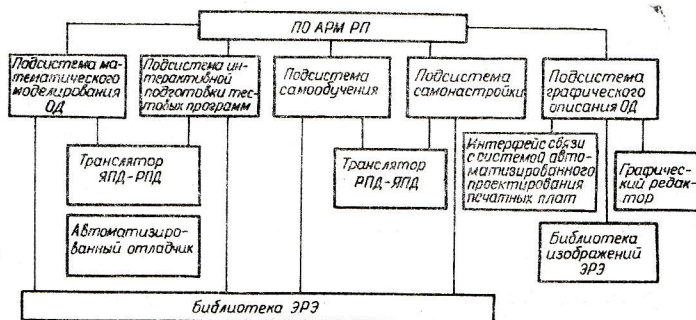 ПО АРМ РП
Подсистема ма-
тематического
моделирования
ОД
Подсистема ин-
терактивной
подготовки тес-
товых программ
Подсистема
самообучения
Подсистема
самонастройки
Подсистема
графического
описания ОД
Транслятор
ЯПД-РПД
Транслятор
РПД-ЯПД
Интерфейс связи
с системой авто-
матизированного
проектирования
печатных плат
Графичес-
кий редак-
тор
Автоматизиро-
ванный отладчик
Библиотека
изображений
ЭРЭ
Библиотека ЭРЭ